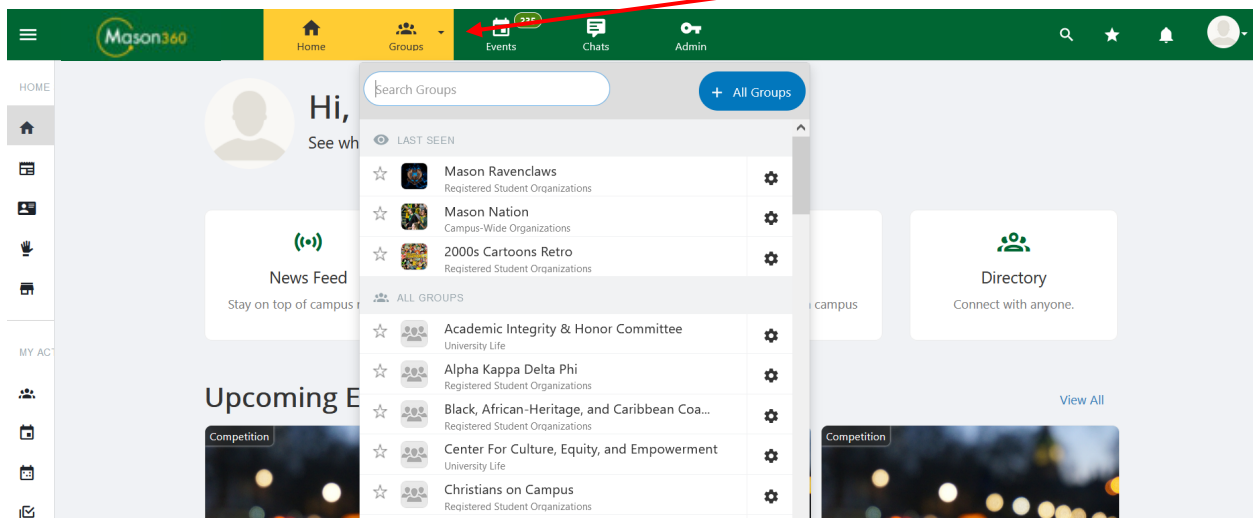 Mason360
Home
Groups
335
Events
Chats
Admin
HOME
Hi,
See wh
Search Groups
+ All Groups
LAST SEEN
Mason Ravenclaws
Registered Student Organizations
Mason Nation
Campus-Wide Organizations
2000s Cartoons Retro
Registered Student Organizations
ALL GROUPS
Academic Integrity & Honor Committee
University Life
Alpha Kappa Delta Phi
Registered Student Organizations
Black, African-Heritage, and Caribbean Coa...
Registered Student Organizations
Center For Culture, Equity, and Empowerment
University Life
Christians on Campus
Registered Student Organizations
News Feed
Stay on top of campus
campus
Directory
Connect with anyone.
MY ACT
Upcoming E
View All
Competition
Competition